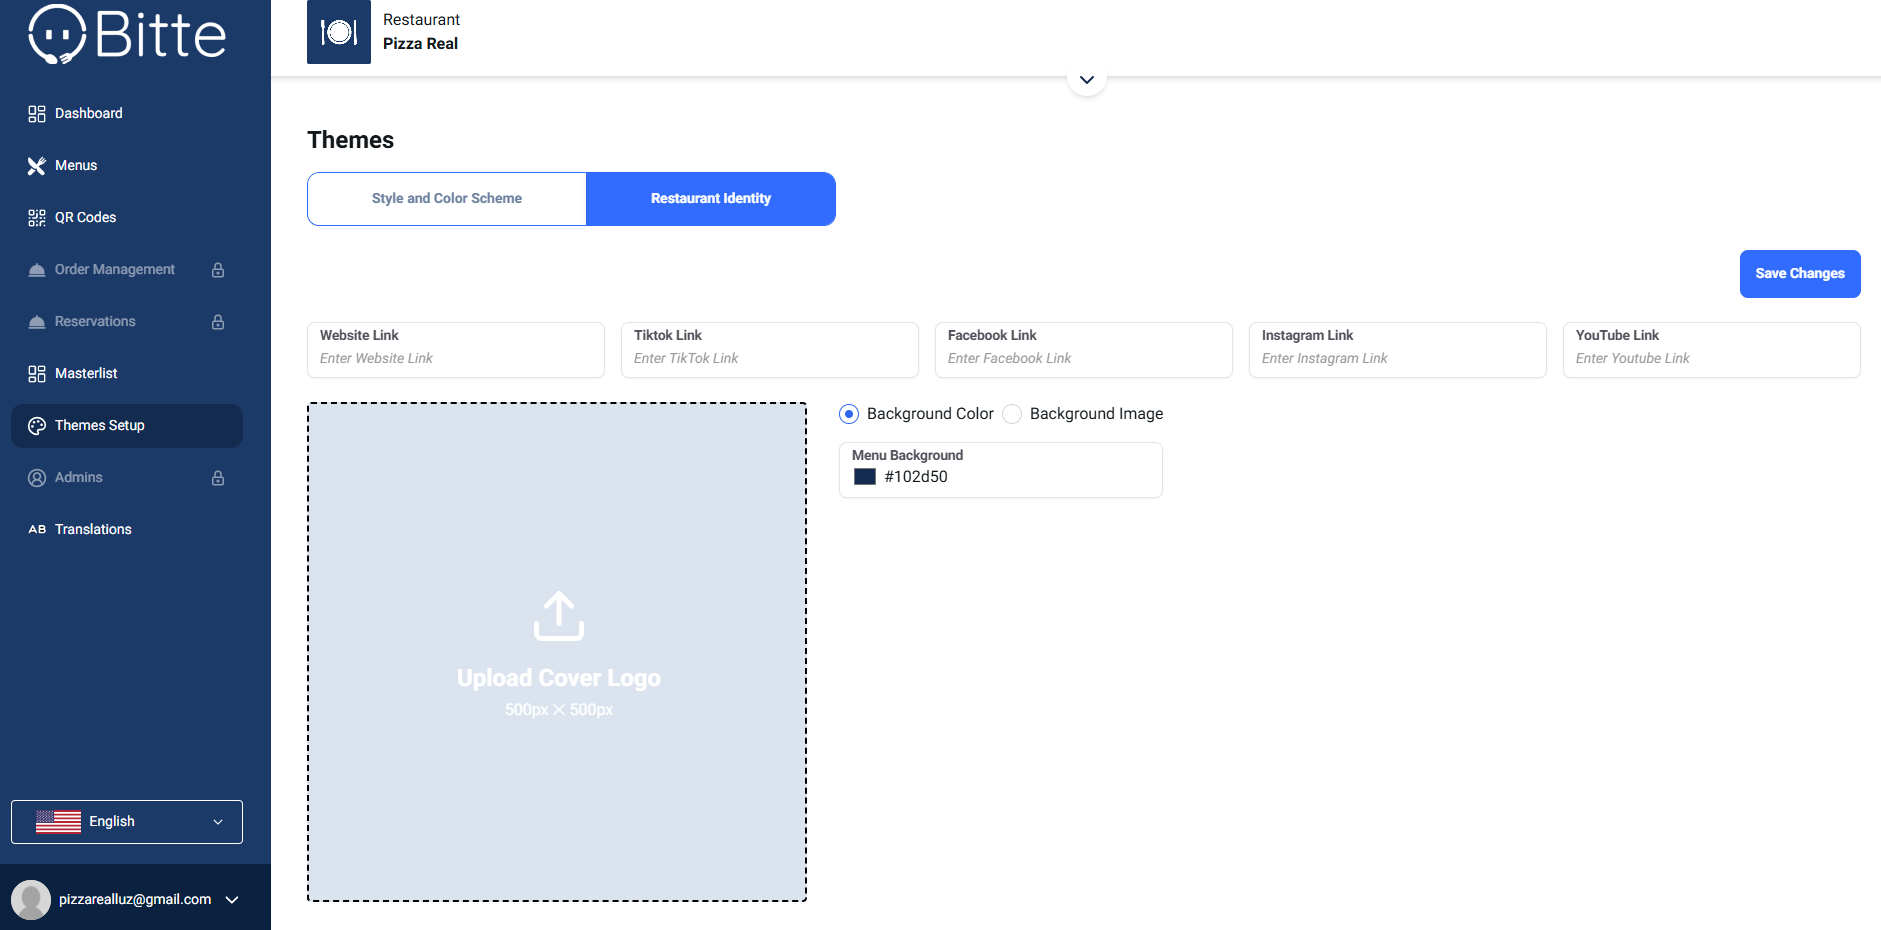 Bitte
Restaurant
Pizza Real
Dashboard
Menus
QR Codes
Order Management
Reservations
Masterlist
Themes Setup
Admins
AB Translations
English
pizzarealluz@gmail.com
Themes
Style and Color Scheme
Restaurant Identity
Save Changes
Website Link
Enter Website Link
Tiktok Link
Enter TikTok Link
Facebook Link
Enter Facebook Link
Instagram Link
Enter Instagram Link
YouTube Link
Enter Youtube Link
Upload Cover Logo
500px × 500px
Background Color
Background Image
Menu Background
#102d50